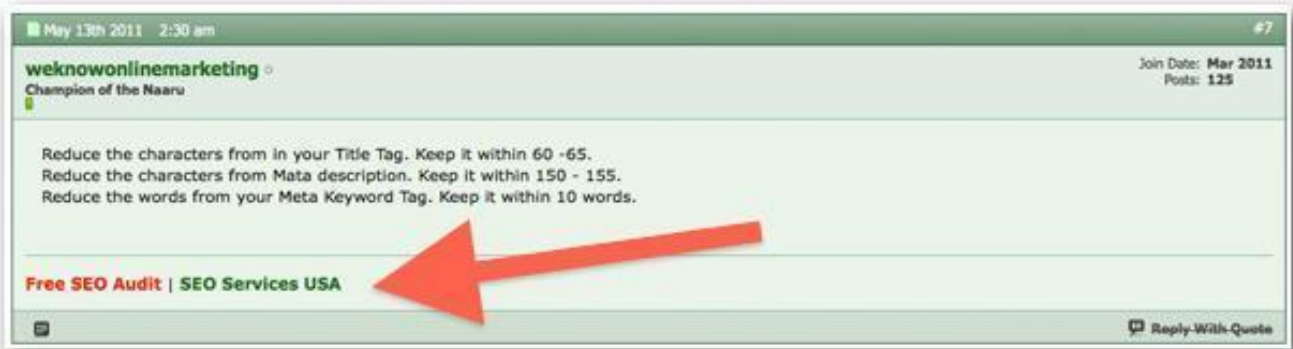 May 13th 2011 2:30 am #7
weknowonlinemarketing
Join Date: Mar 2011
Champion of the Naaru
Posts: 125
Reduce the characters from in your Title Tag. Keep it within 60 -65.
Reduce the characters from Mata description. Keep it within 150 - 155.
Reduce the words from your Meta Keyword Tag. Keep it within 10 words.
Free SEO Audit | SEO Services USA
Reply With Quote